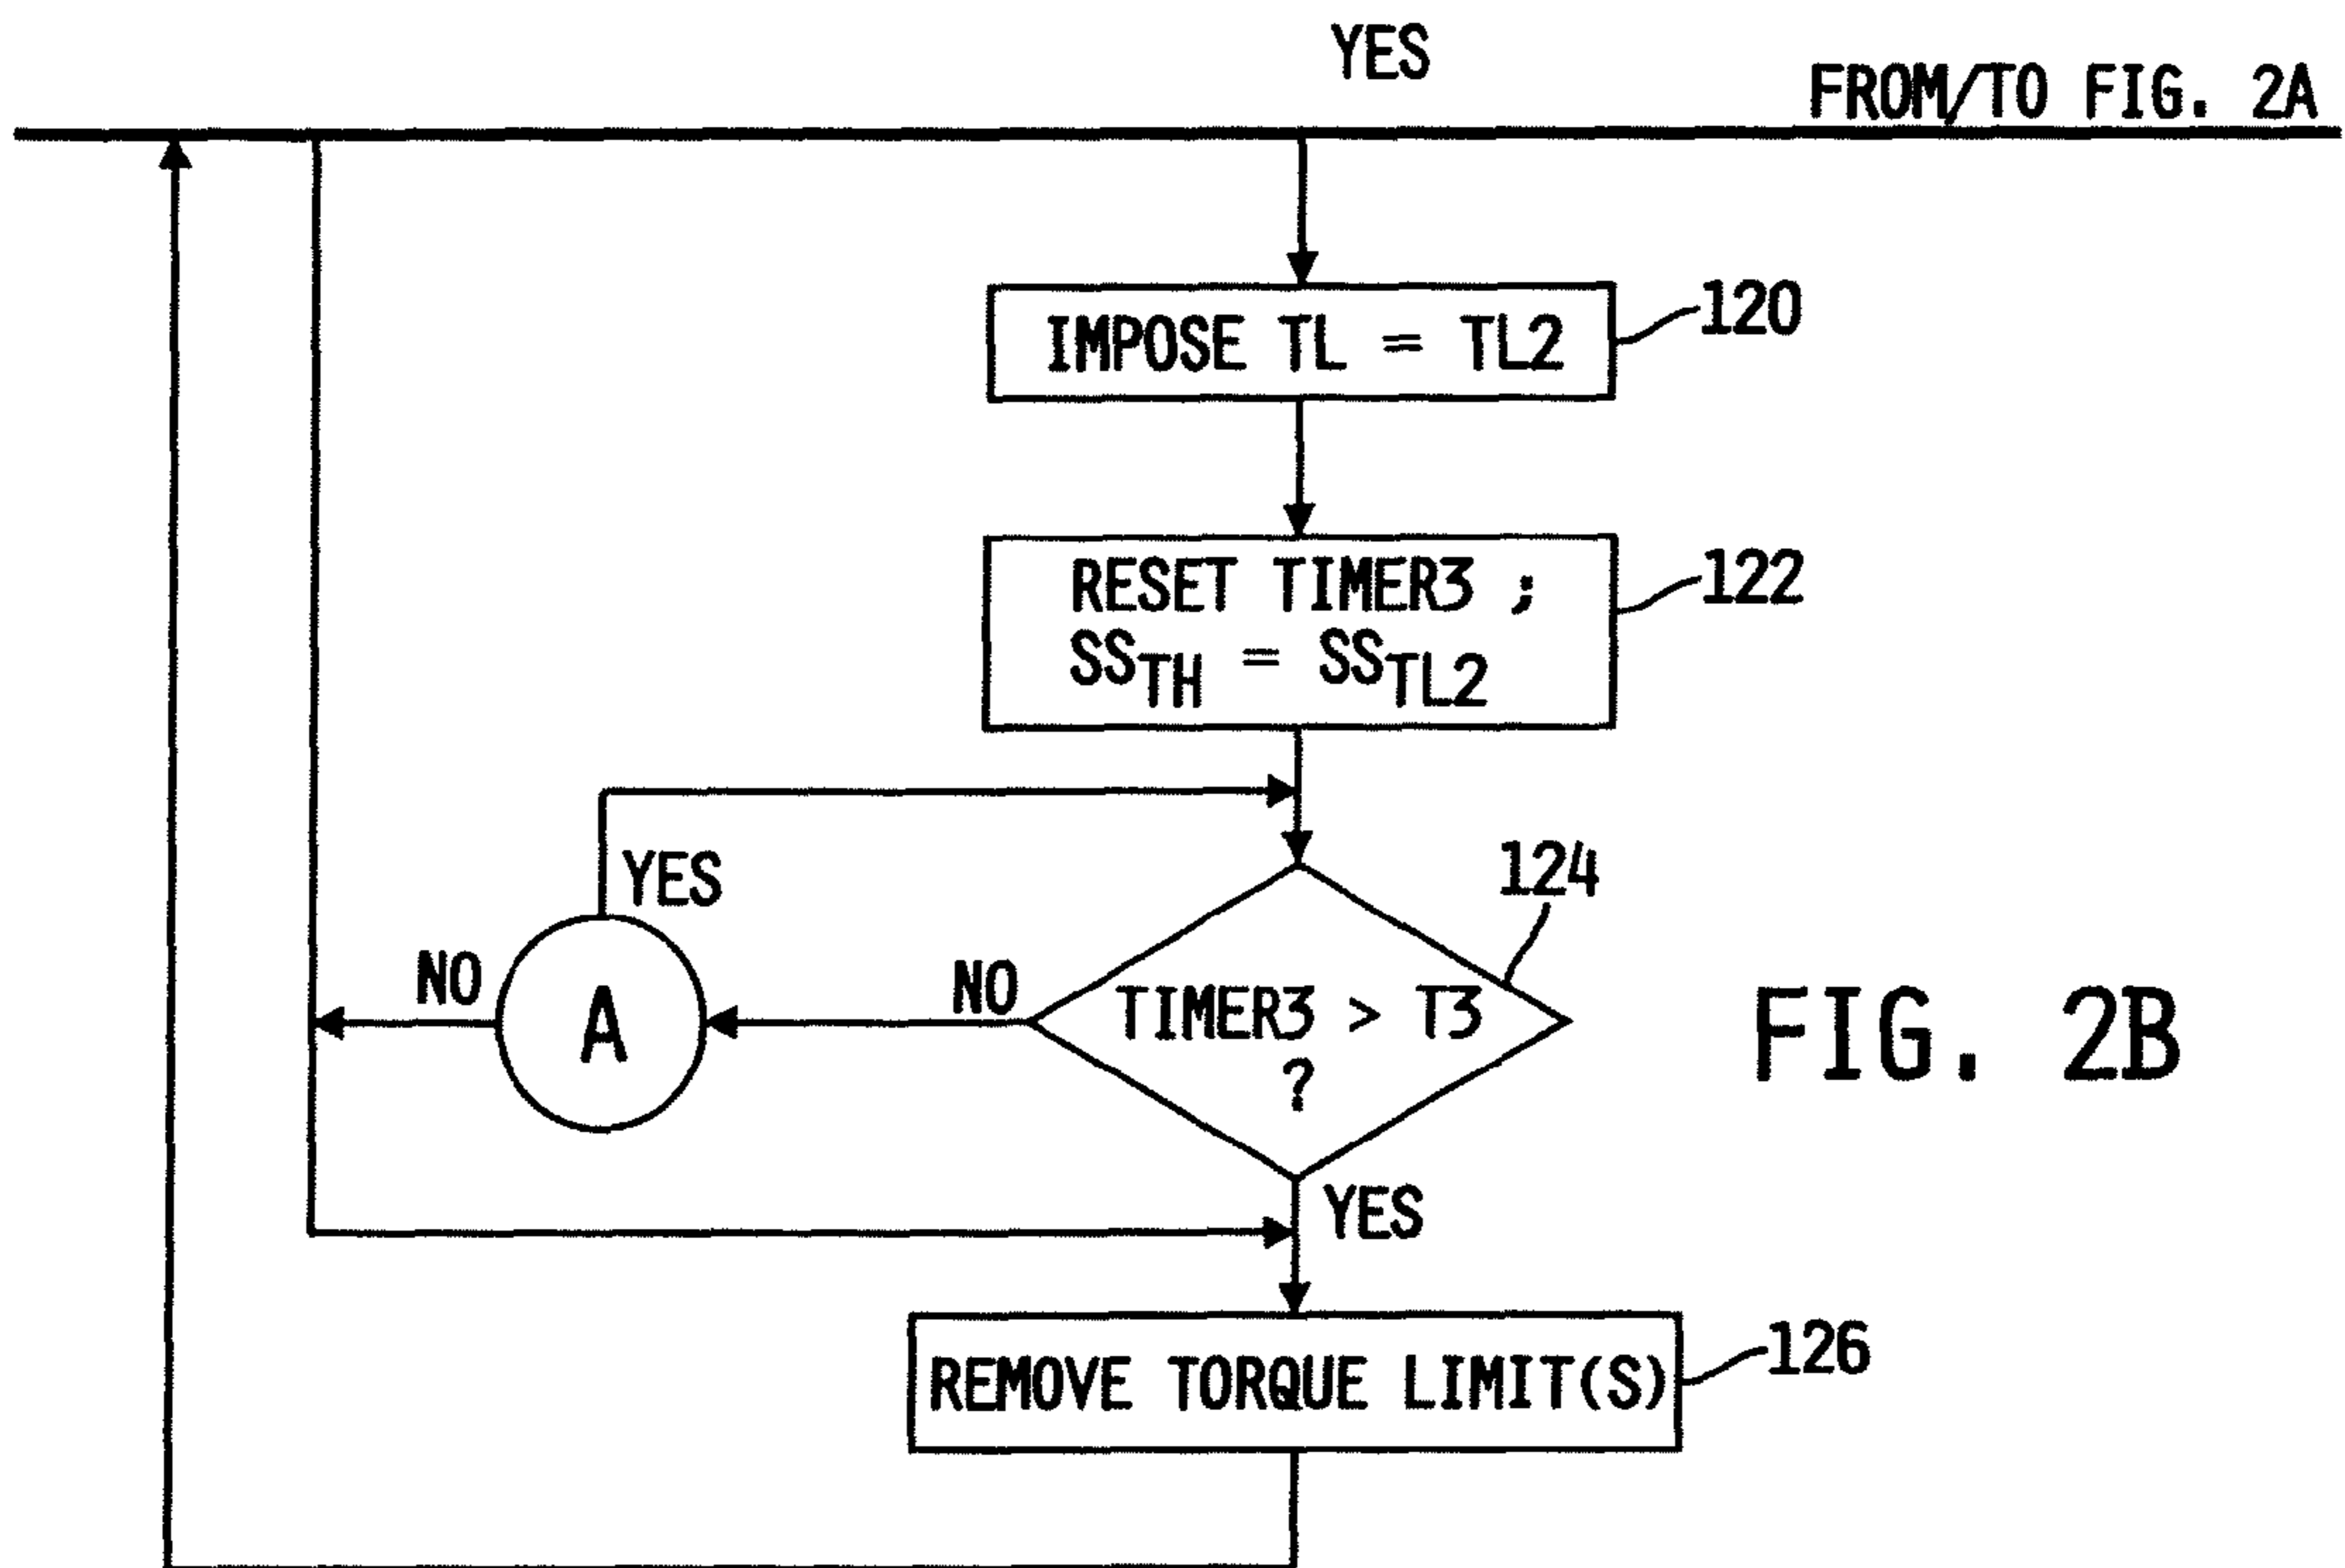 YES
FROM/TO FIG. 2A
IMPOSE TL = TL2
120
RESET TIMER3 ;
SSTH = SSTL2
122
YES
124
NO
A
NO
TIMER3 > T3
?
FIG. 2B
YES
REMOVE TORQUE LIMIT(S)
126